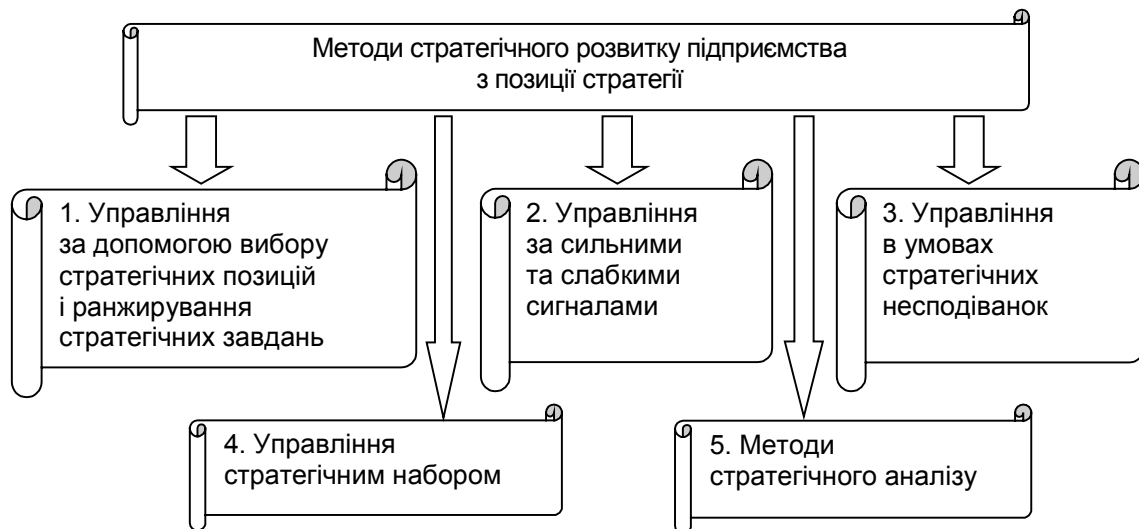 Методи стратегічного розвитку підприємства
з позиції стратегії
1. Управління
за допомогою вибору
стратегічних позицій
і ранжирування
стратегічних завдань
2. Управління
за сильними
та слабкими
сигналами
3. Управління
в умовах
стратегічних
несподіванок
4. Управління
стратегічним набором
5. Методи
стратегічного аналізу